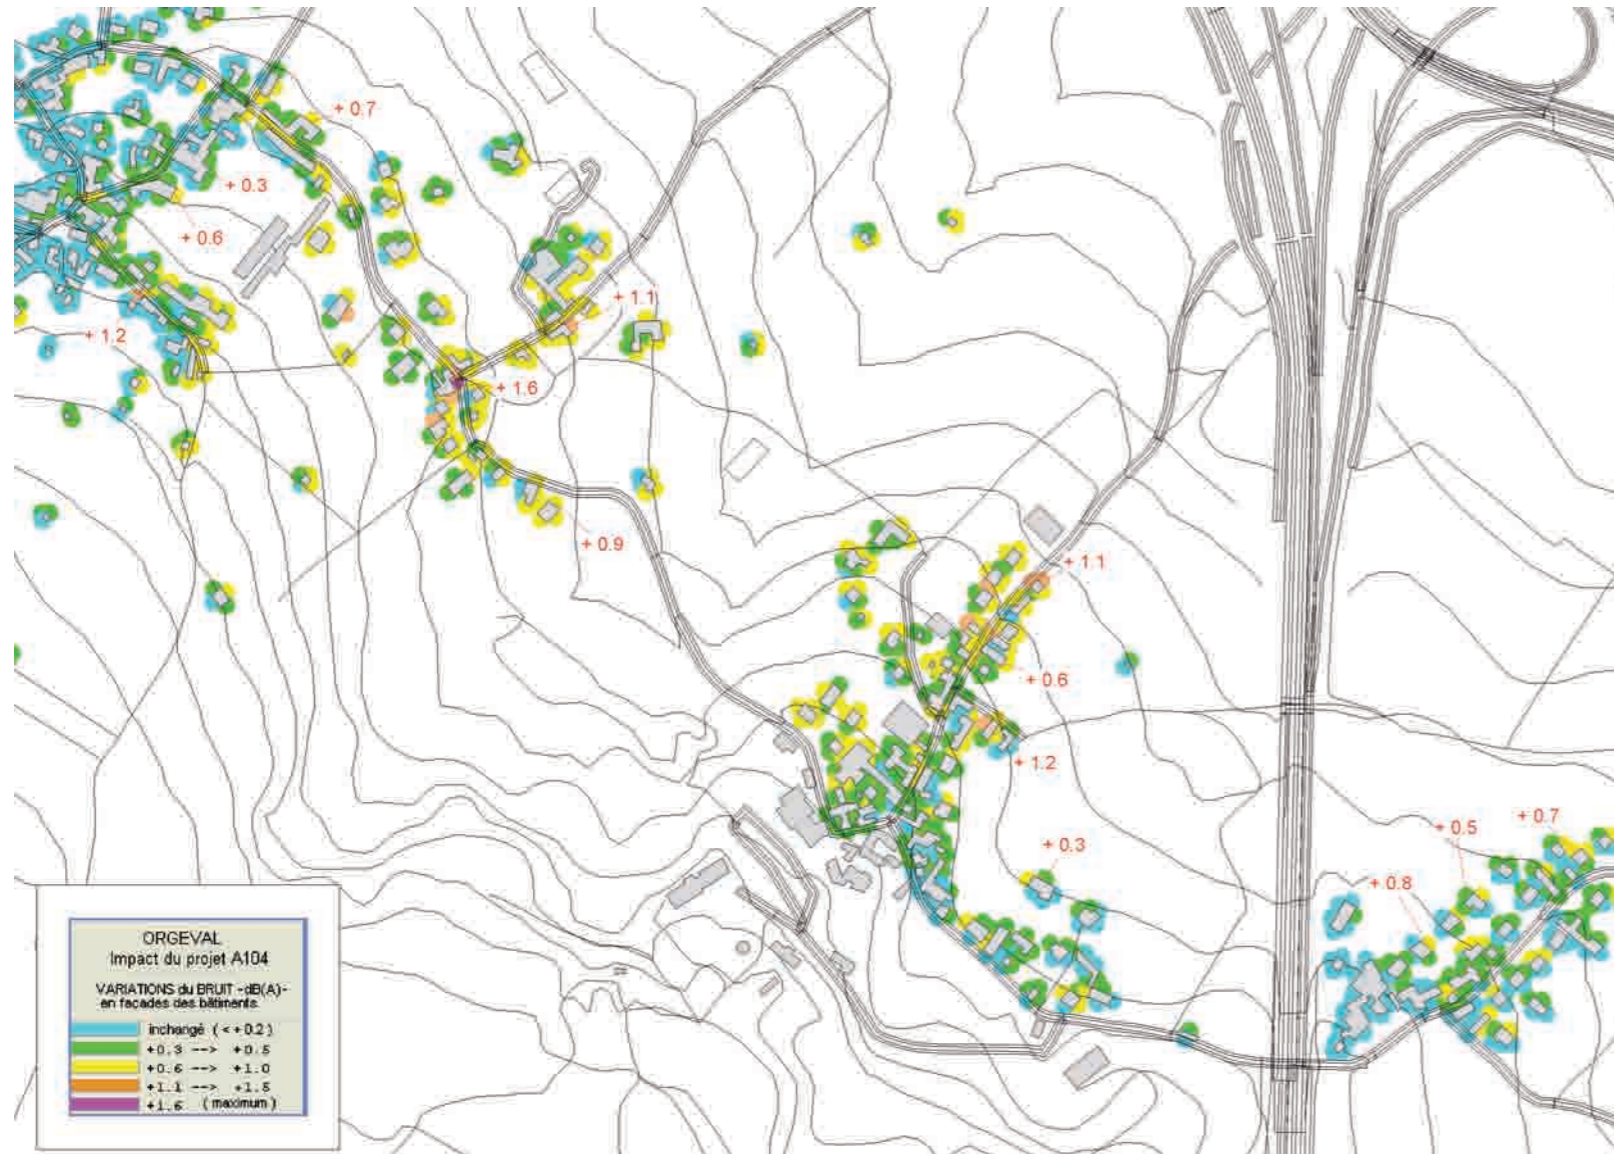 + 0.7
+ 0.3
+ 0.6
+ 1.1
+ 1.2
+ 1.6
+ 0.9
+ 1.1
+ 0.6
+ 1.2
+ 0.7
+ 0.5
+ 0.3
+ 0.8
ORGEVAL
Impact du projet A104
VARIATIONS du BRUIT -dB(A)-
en façades des bâtiments.
inchangé ( < + 0.2 )
+0.3 --> +0.5
+0.6 --> +1.0
+1.1 --> +1.5
+1.6 ( maximum )